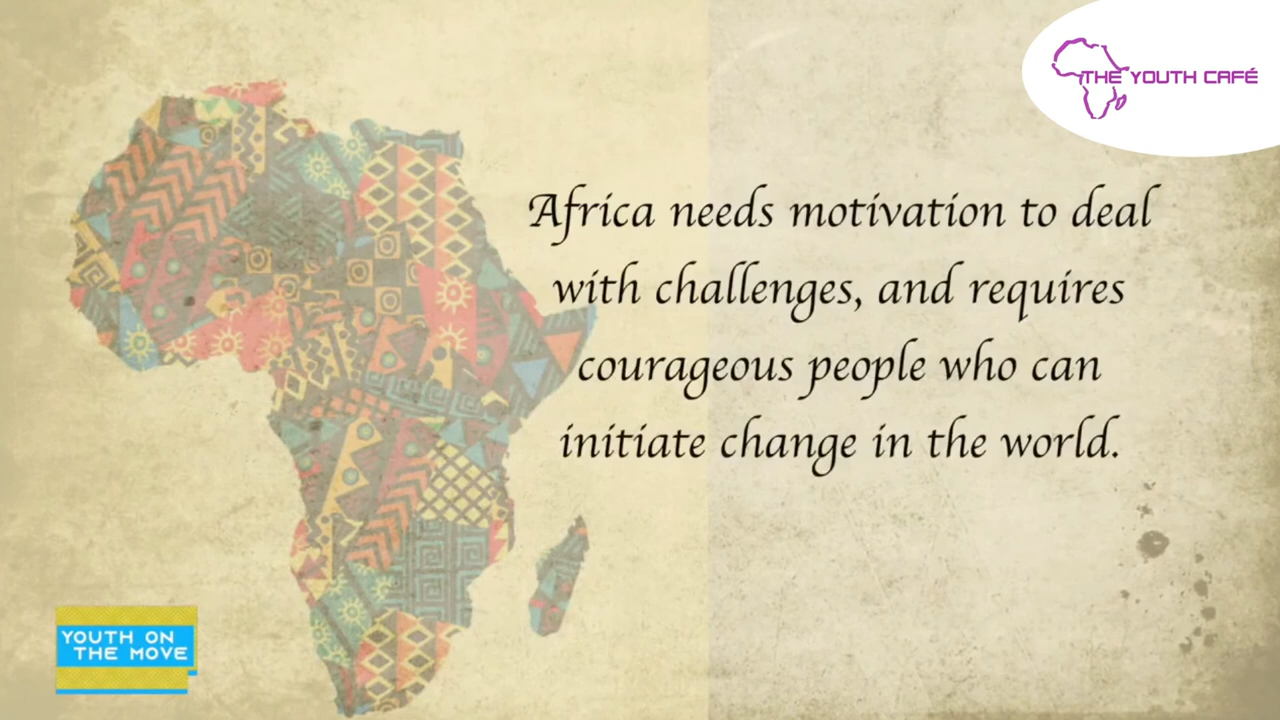 THE YOUTH CAFÉ
Africa needs motivation to deal
with challenges, and requires
courageous people who can
initiate change in the world.
YOUTH ON
THE MOVE